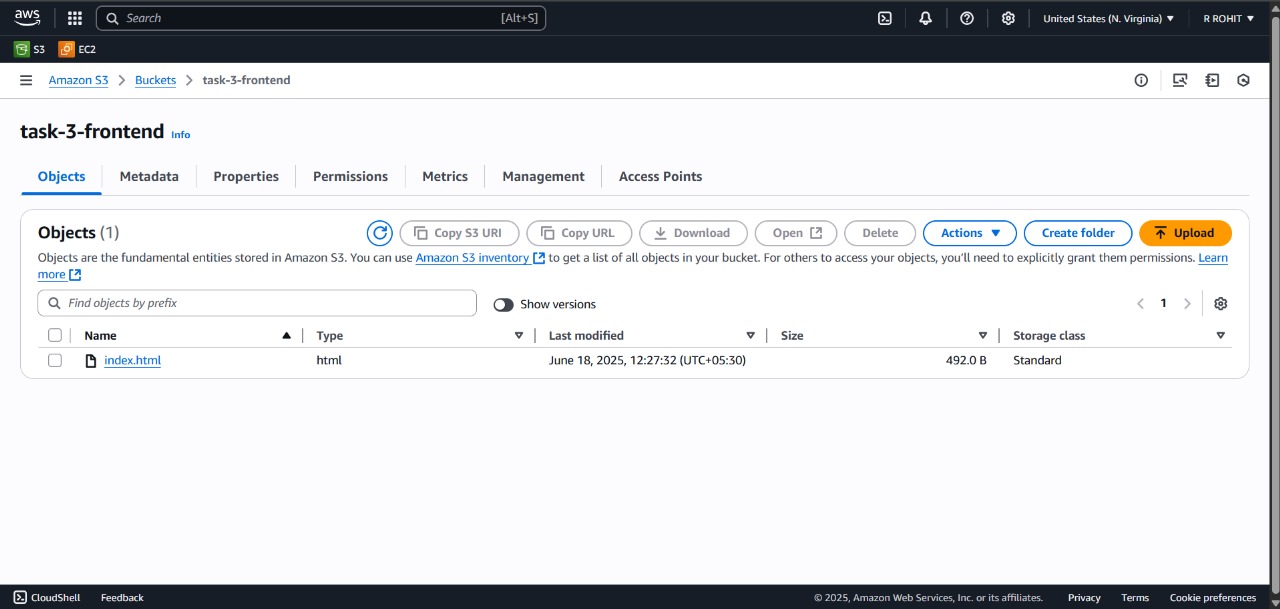 aws
Search [Alt+S] United States (N. Virginia) R ROHIT
S3 EC2
Amazon S3 Buckets task-3-frontend
task-3-frontend Info
Objects Metadata Properties Permissions Metrics Management Access Points
Objects (1) Copy S3 URI Copy URL Download Open Delete Actions Create folder Upload
Objects are the fundamental entities stored in Amazon S3. You can use Amazon S3 inventory to get a list of all objects in your bucket. For others to access your objects, you'll need to explicitly grant them permissions. Learn
more
Find objects by prefix Show versions 1
Name Type Last modified Size Storage class
index.html html June 18, 2025, 12:27:32 (UTC+05:30) 492.0 B Standard
CloudShell Feedback © 2025, Amazon Web Services, Inc. or its affiliates. Privacy Terms Cookie preferences